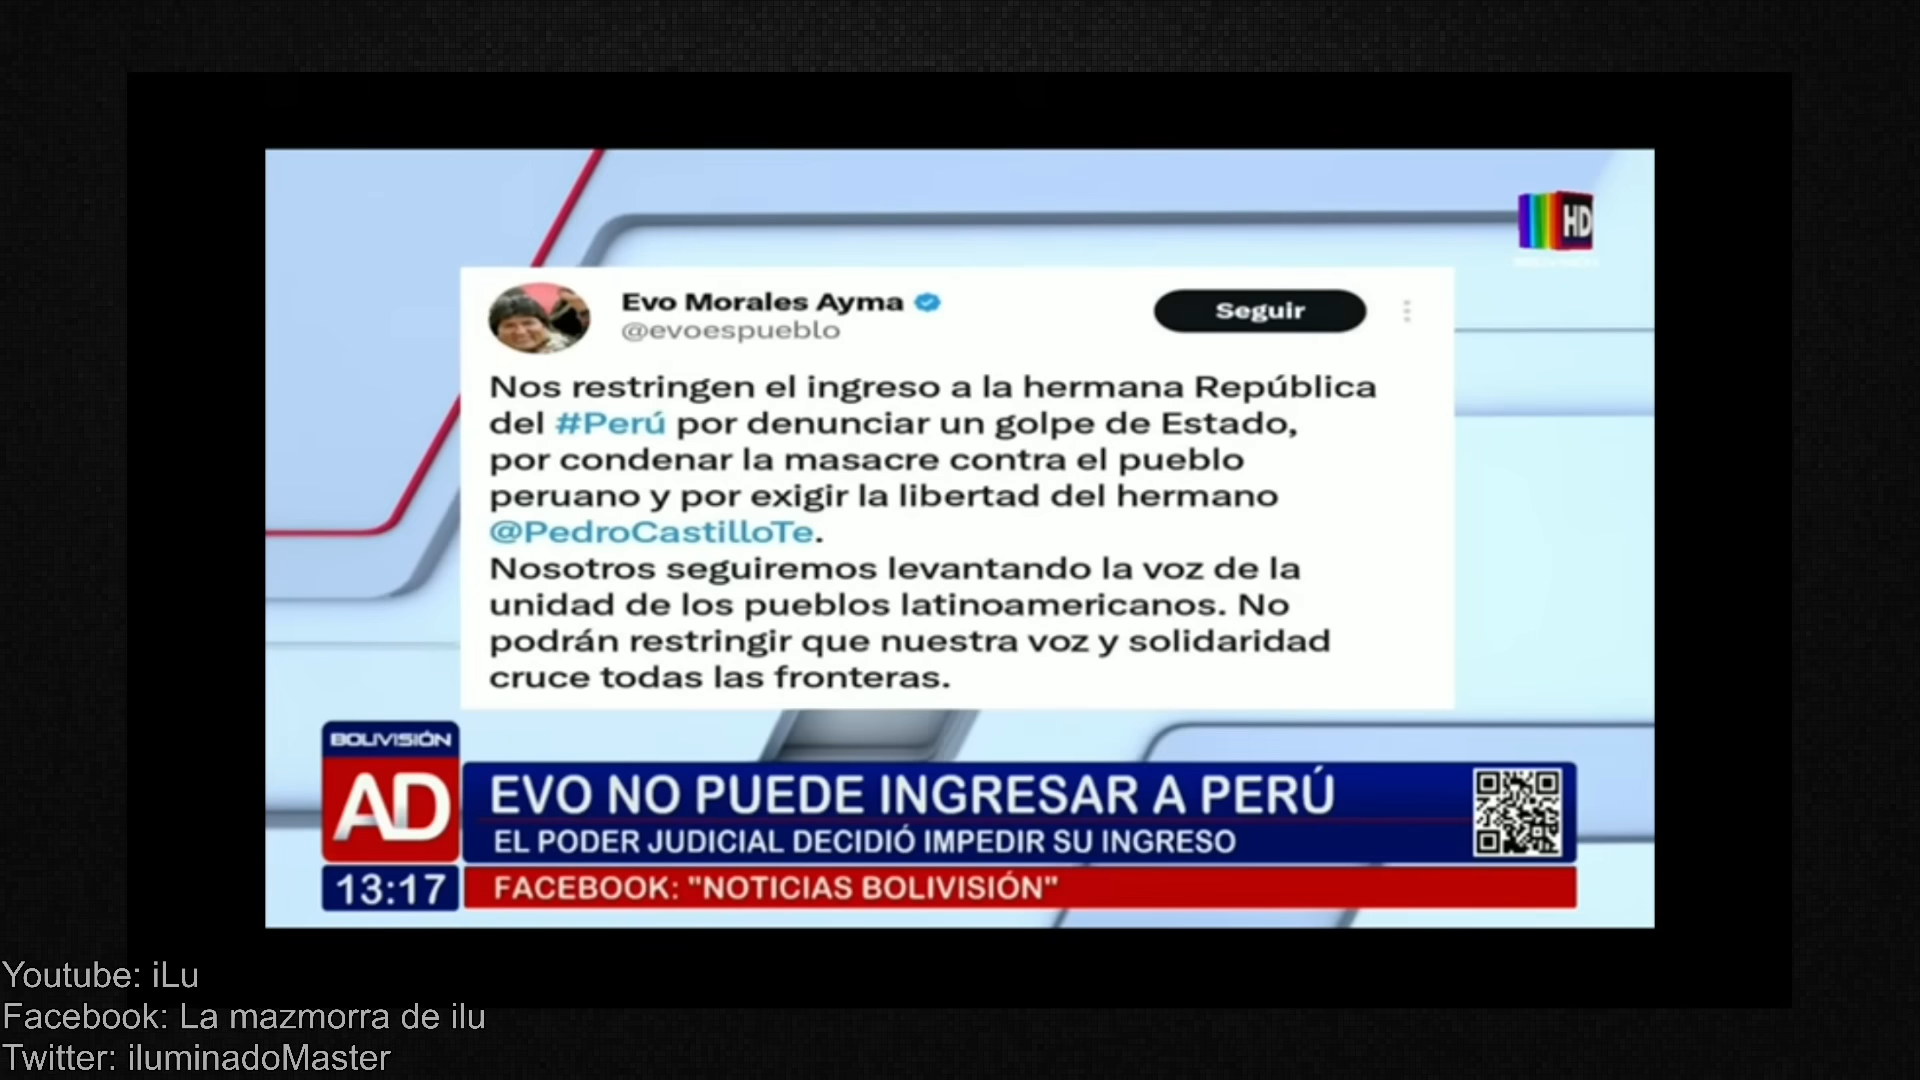 HD
Evo Morales Ayma
@evoespueblo
Seguir
Nos restringen el ingreso a la hermana República
del #Perú por denunciar un golpe de Estado,
por condenar la masacre contra el pueblo
peruano y por exigir la libertad del hermano
@PedroCastilloTe.
Nosotros seguiremos levantando la voz de la
unidad de los pueblos latinoamericanos. No
podrán restringir que nuestra voz y solidaridad
cruce todas las fronteras.
BOLIVISIÓN
AD
EVO NO PUEDE INGRESAR A PERÚ
EL PODER JUDICIAL DECIDIÓ IMPEDIR SU INGRESO
13:17
FACEBOOK: "NOTICIAS BOLIVISIÓN"
Youtube: iLu
Facebook: La mazmorra de ilu
Twitter: iluminadoMaster